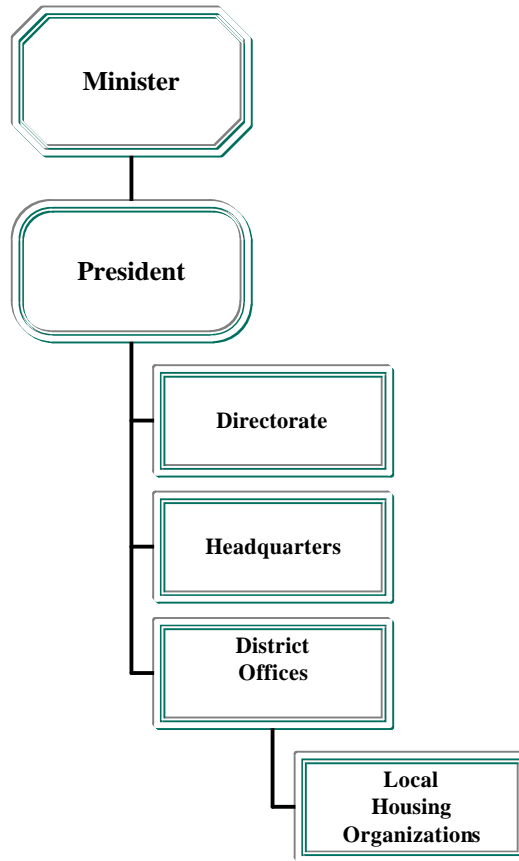 Minister
President
Directorate
Headquarters
District
Offices
Local
Housing
Organizations